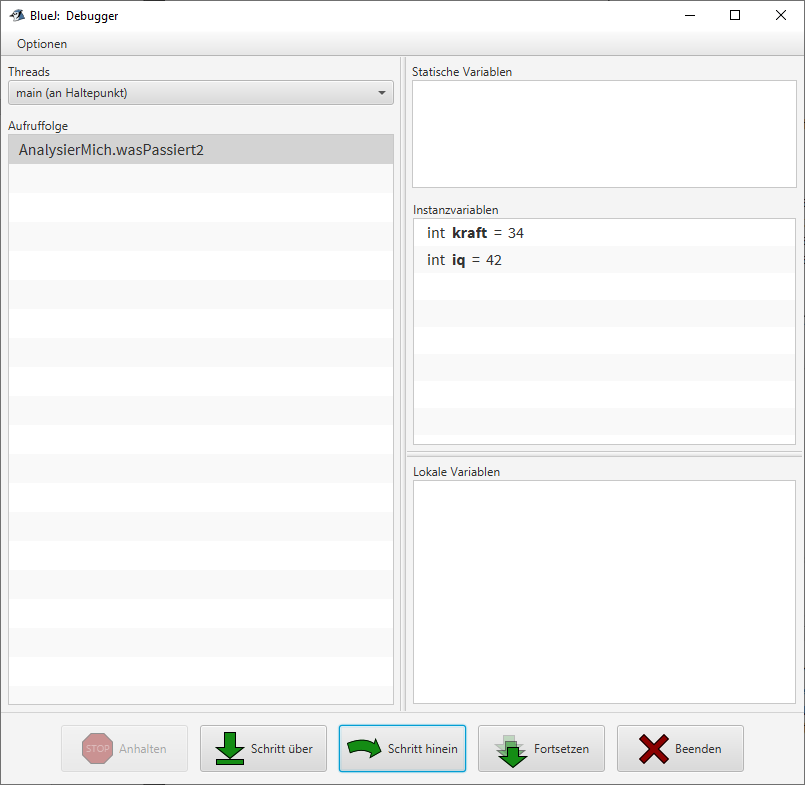 BlueJ: Debugger
Optionen
Threads
main (an Haltepunkt)
Aufruffolge
AnalysierMich.wasPassiert2
Statische Variablen
Instanzvariablen
int kraft = 34
int iq = 42
Lokale Variablen
STOP Anhalten
Schritt über
Schritt hinein
Fortsetzen
Beenden